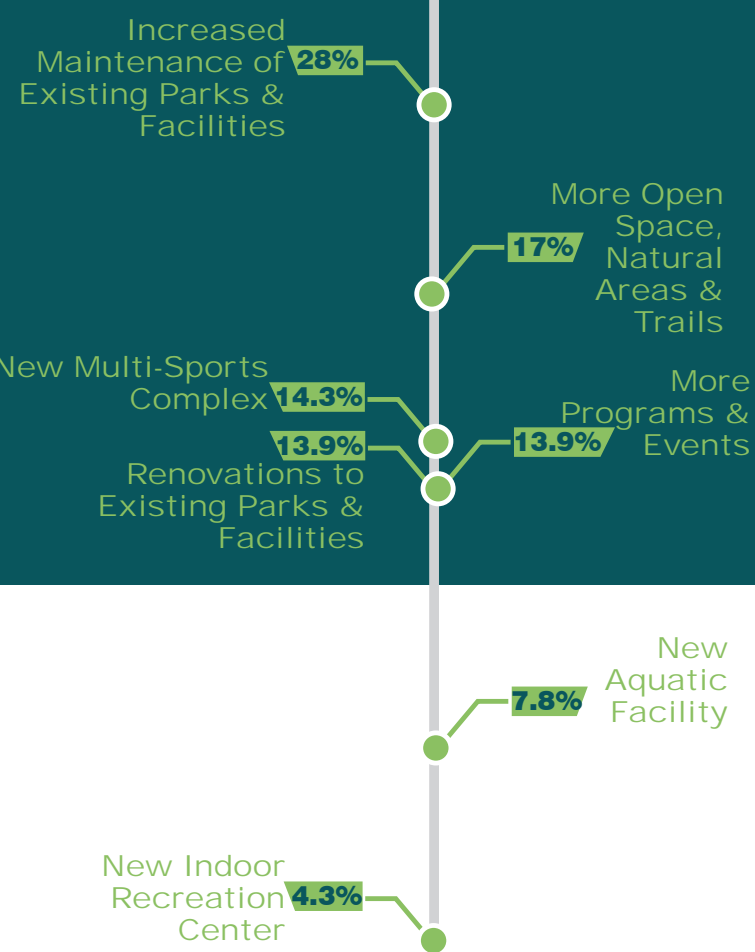 Increased
Maintenance of
Existing Parks &
Facilities
28%
More Open
Space,
Natural
Areas &
Trails
17%
New Multi-Sports
Complex
14.3%
13.9%
Renovations to
Existing Parks &
Facilities
More
Programs &
Events
13.9%
New
Aquatic
Facility
7.8%
New Indoor
Recreation
Center
4.3%